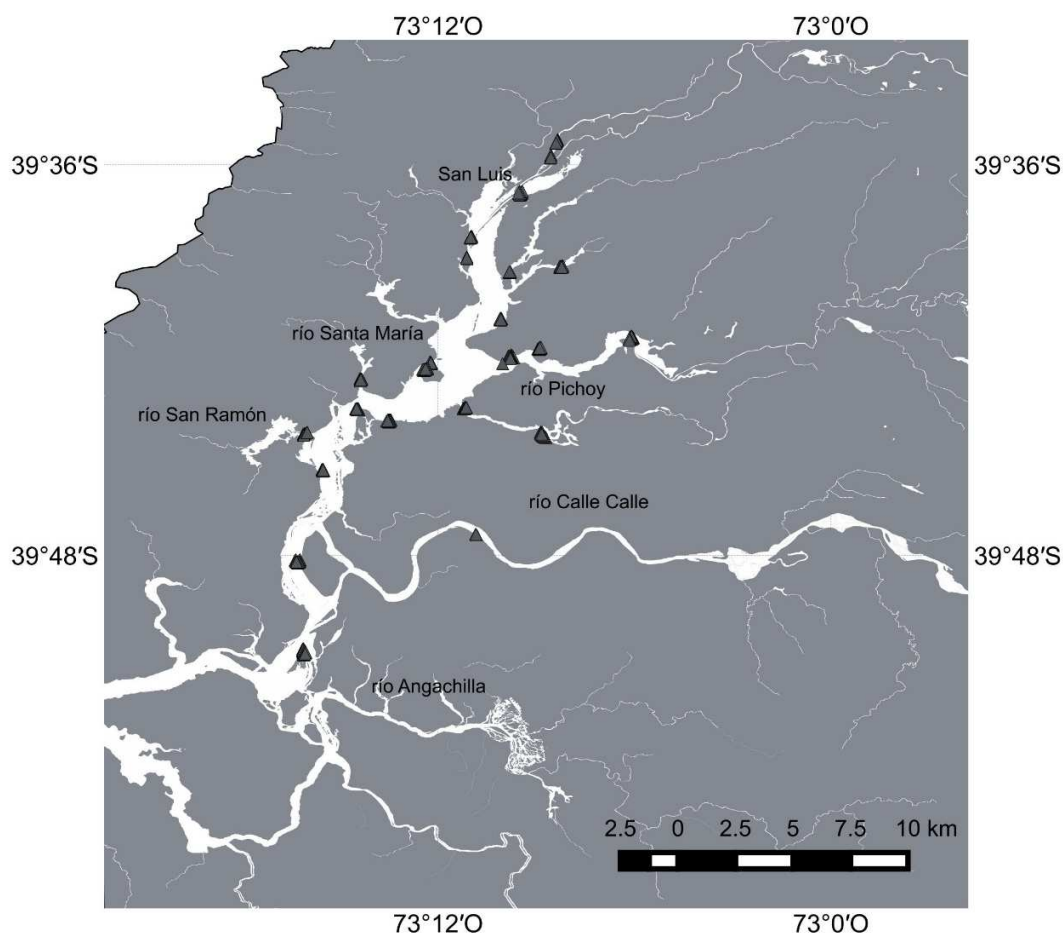 73°12′O 73°0′O
39°36′S 39°36′S
San Luis
río Santa María
río Pichoy
río San Ramón
río Calle Calle
39°48′S 39°48′S
río Angachilla
2.5 0 2.5 5 7.5 10 km
73°12′O 73°0′O